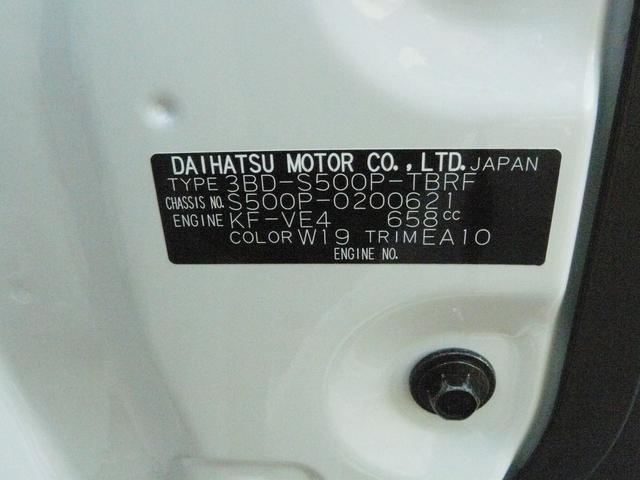 DAIHATSU MOTOR CO.,LTD. JAPAN
TYPE 3BD-S500P-TBRF
CHASSIS NO. S500P-0200621
ENGINE KF-VE4 658cc
COLOR W19 TRIM EA10
ENGINE NO.